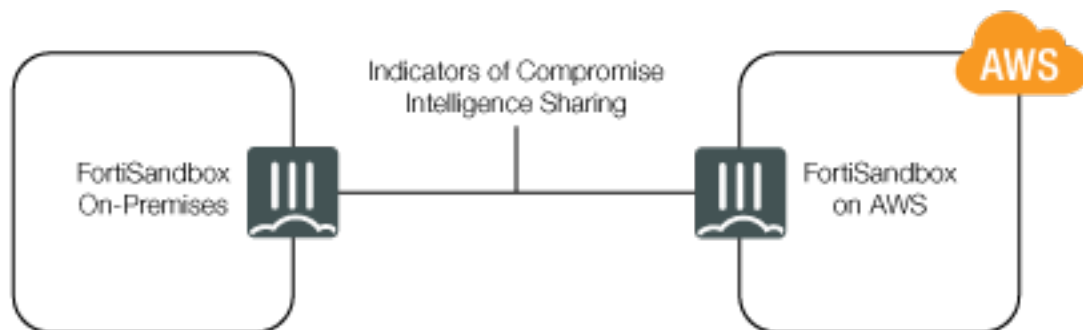 AWS
Indicators of Compromise
Intelligence Sharing
FortiSandbox
On-Premises
FortiSandbox
on AWS